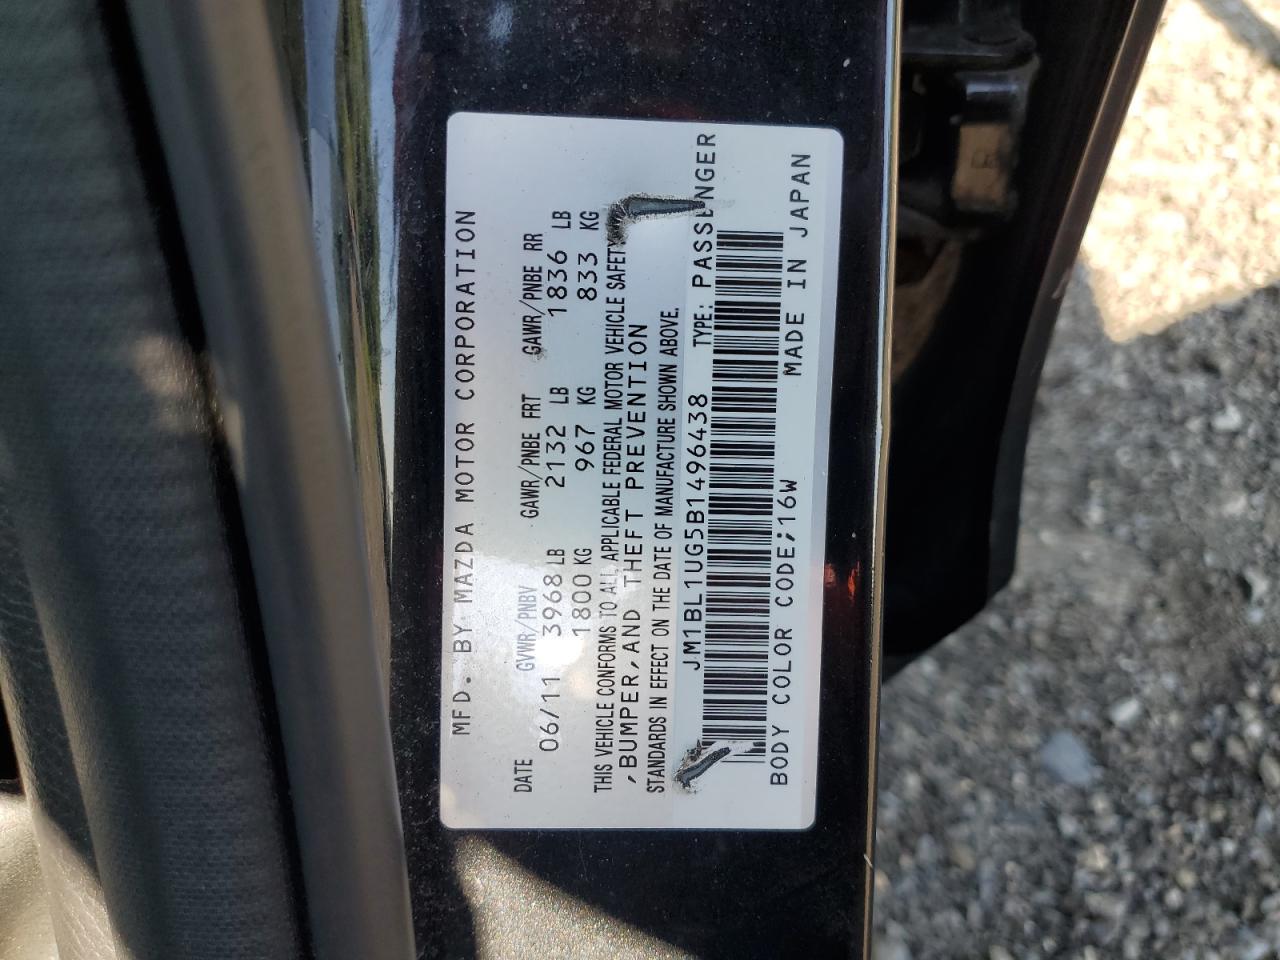 MFD. BY MAZDA MOTOR CORPORATION
DATE GVWR/PNBV GAWR/PNBE FRT GAWR/PNBE RR
06/11 3968 LB 2132 LB 1836 LB
1800 KG 967 KG 833 KG
THIS VEHICLE CONFORMS TO ALL APPLICABLE FEDERAL MOTOR VEHICLE SAFETY
,BUMPER,AND THEFT PREVENTION
STANDARDS IN EFFECT ON THE DATE OF MANUFACTURE SHOWN ABOVE.
JM1BL1UG5B1496438 TYPE: PASSENGER
BODY COLOR CODE;16W MADE IN JAPAN